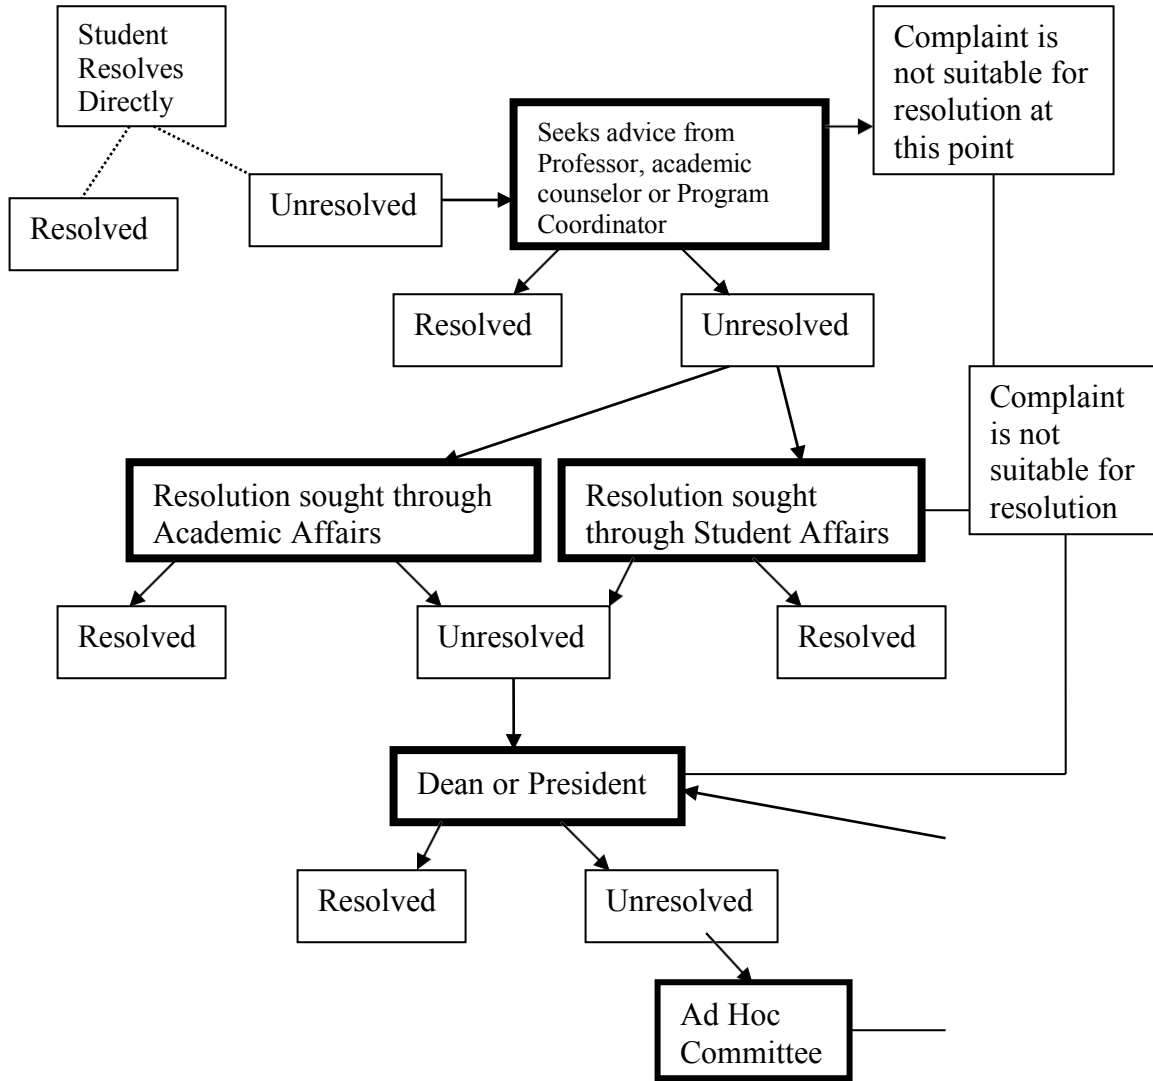 Student
Resolves
Directly
Complaint is
not suitable for
resolution at
this point
Seeks advice from
Professor, academic
counselor or Program
Coordinator
Resolved
Unresolved
Resolved
Unresolved
Complaint
is not
suitable for
resolution
Resolution sought through
Academic Affairs
Resolution sought
through Student Affairs
Resolved
Unresolved
Resolved
Dean or President
Resolved
Unresolved
Ad Hoc
Committee